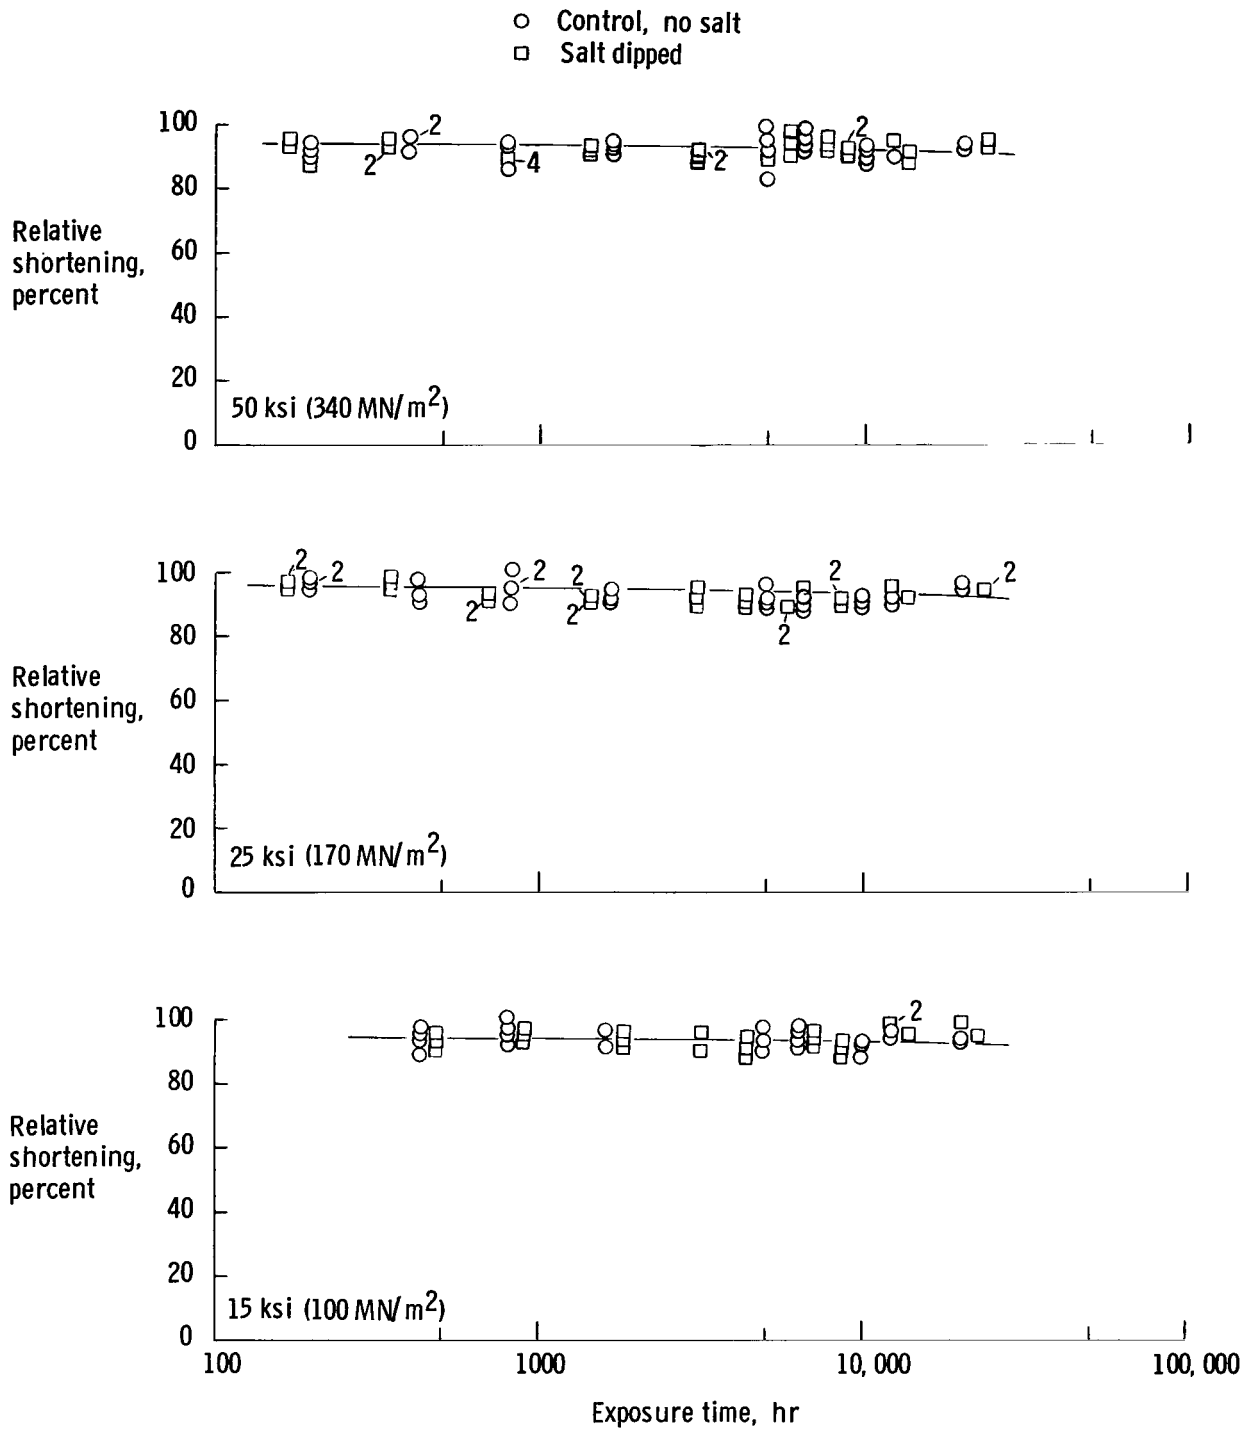 Control, no salt
Salt dipped
100
80
60
40
20
0
Relative
shortening,
percent
2
2
4
2
2
50 ksi (340 MN/m2)
100
80
60
40
20
0
Relative
shortening,
percent
2
2
2
2
2
2
2
2
2
25 ksi (170 MN/m2)
100
80
60
40
20
0
Relative
shortening,
percent
2
15 ksi (100 MN/m2)
100
1000
10,000
100,000
Exposure time, hr